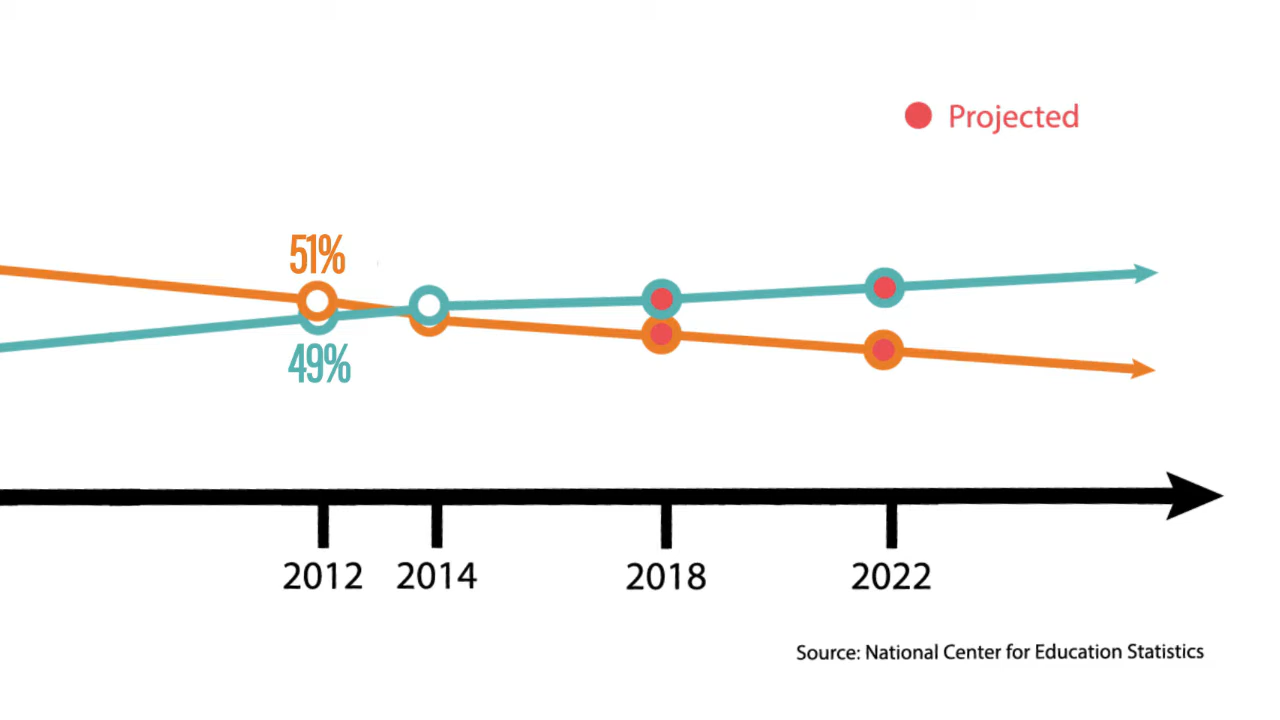 Projected
51%
49%
2012 2014 2018 2022
Source: National Center for Education Statistics